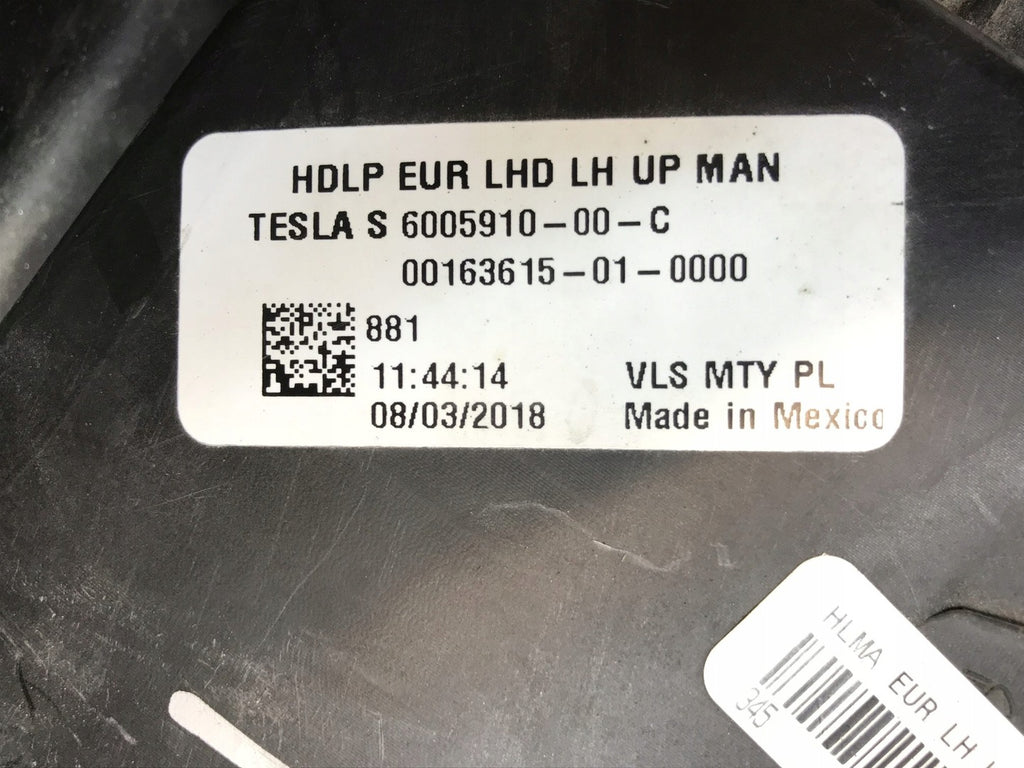 HDLP EUR LHD LH UP MAN
TESLA S 6005910-00-C
00163615-01-0000
881
11:44:14 VLS MTY PL
08/03/2018 Made in Mexico
HLMA EUR LH
345